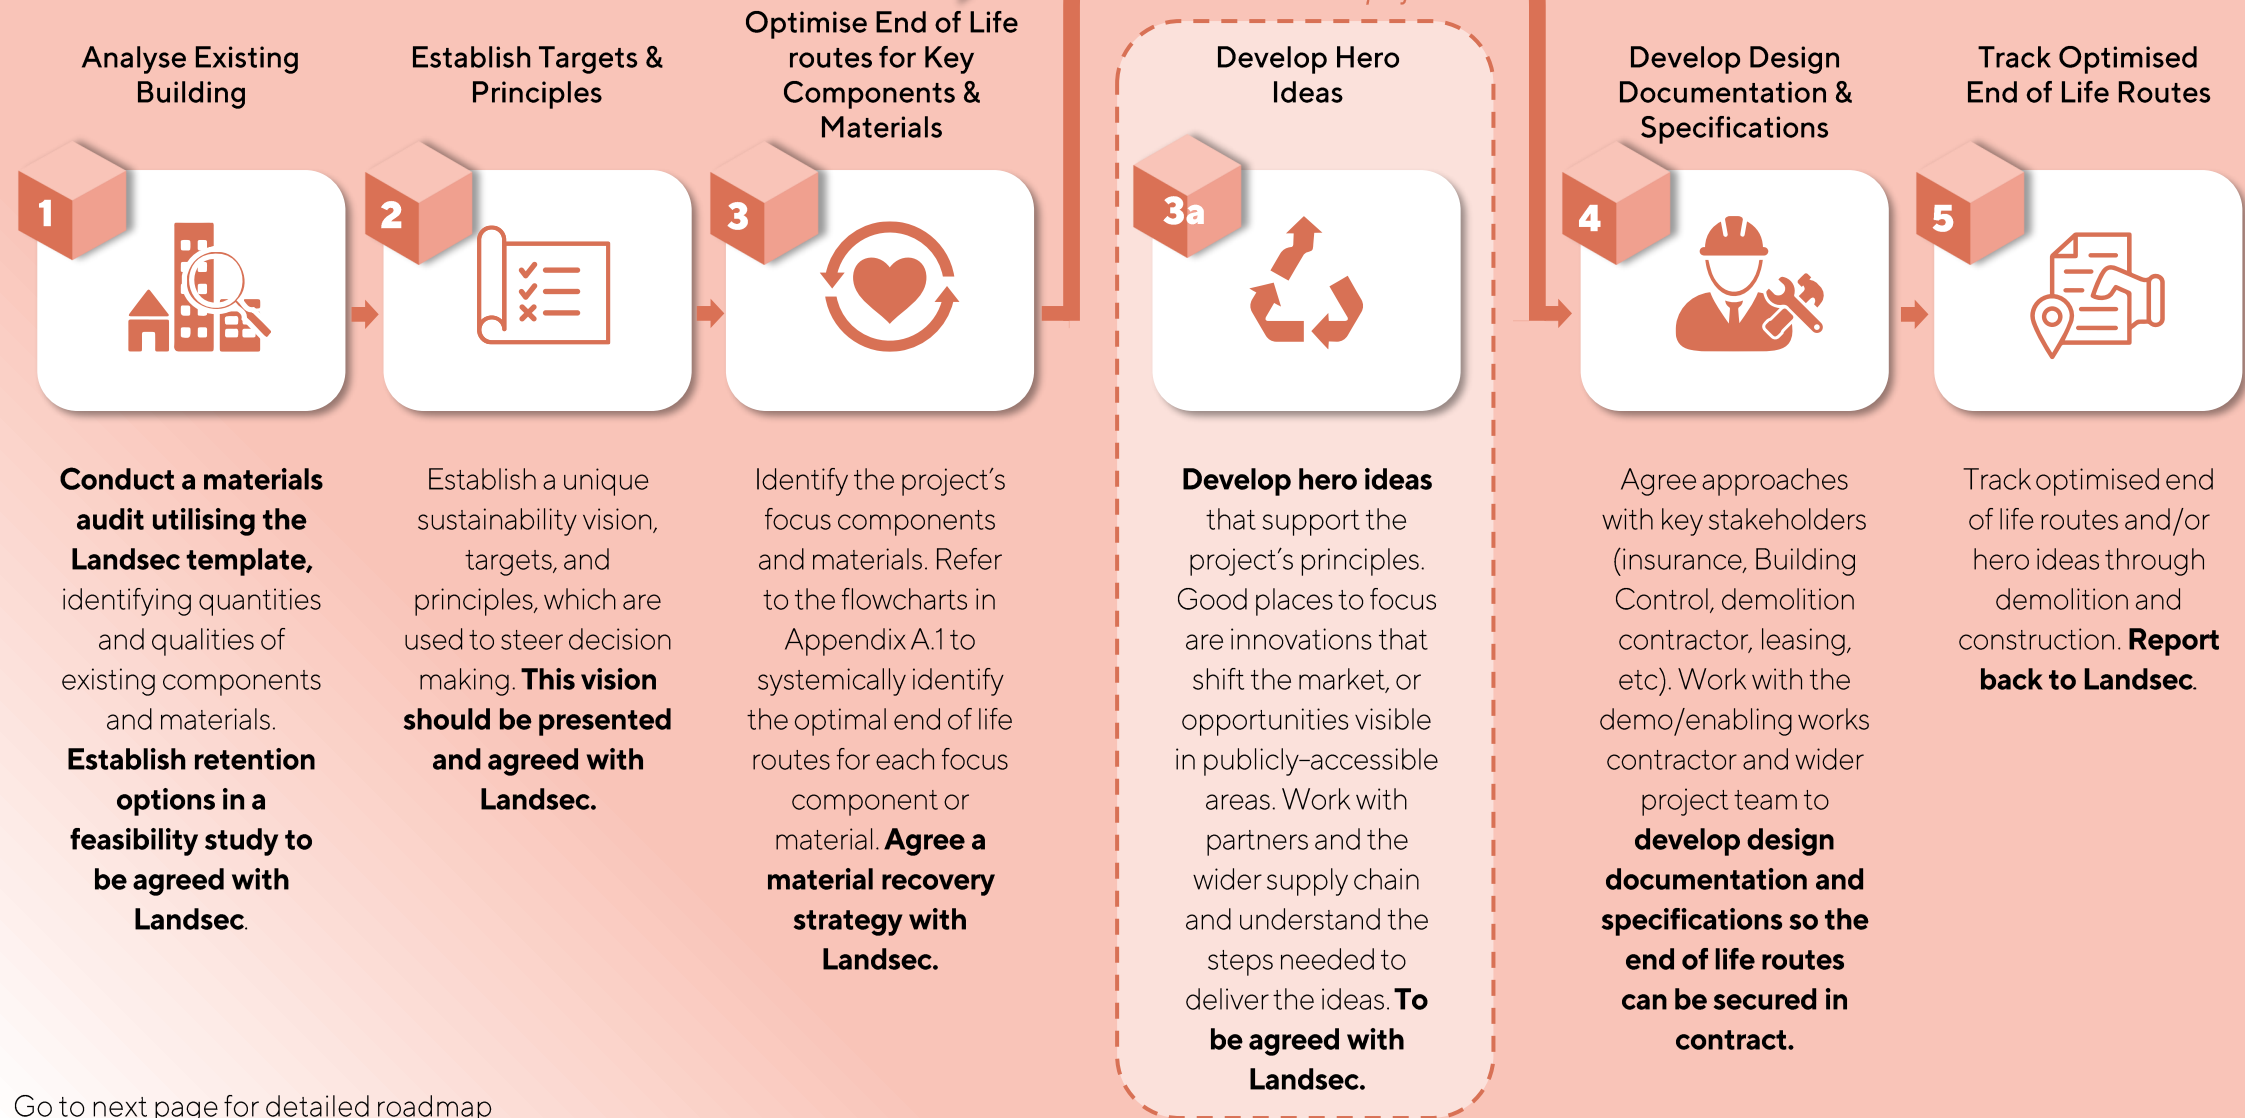 Analyse Existing
Building
1
Conduct a materials
audit utilising the
Landsec template,
identifying quantities
and qualities of
existing components
and materials.
Establish retention
options in a
feasibility study to
be agreed with
Landsec.
Establish Targets &
Principles
2
Establish a unique
sustainability vision,
targets, and
principles, which are
used to steer decision
making. This vision
should be presented
and agreed with
Landsec.
Optimise End of Life
routes for Key
Components &
Materials
3
Identify the project's
focus components
and materials. Refer
to the flowcharts in
Appendix A.1 to
systemically identify
the optimal end of life
routes for each focus
component or
material. Agree a
material recovery
strategy with
Landsec.
Develop Hero
Ideas
3a
Develop hero ideas
that support the
project's principles.
Good places to focus
are innovations that
shift the market, or
opportunities visible
in publicly-accessible
areas. Work with
partners and the
wider supply chain
and understand the
steps needed to
deliver the ideas. To
be agreed with
Landsec.
Develop Design
Documentation &
Specifications
4
Agree approaches
with key stakeholders
(insurance, Building
Control, demolition
contractor, leasing,
etc). Work with the
demo/enabling works
contractor and wider
project team to
develop design
documentation and
specifications so the
end of life routes
can be secured in
contract.
Track Optimised
End of Life Routes
5
Track optimised end
of life routes and/or
hero ideas through
demolition and
construction. Report
back to Landsec.
Go to next page for detailed roadmap